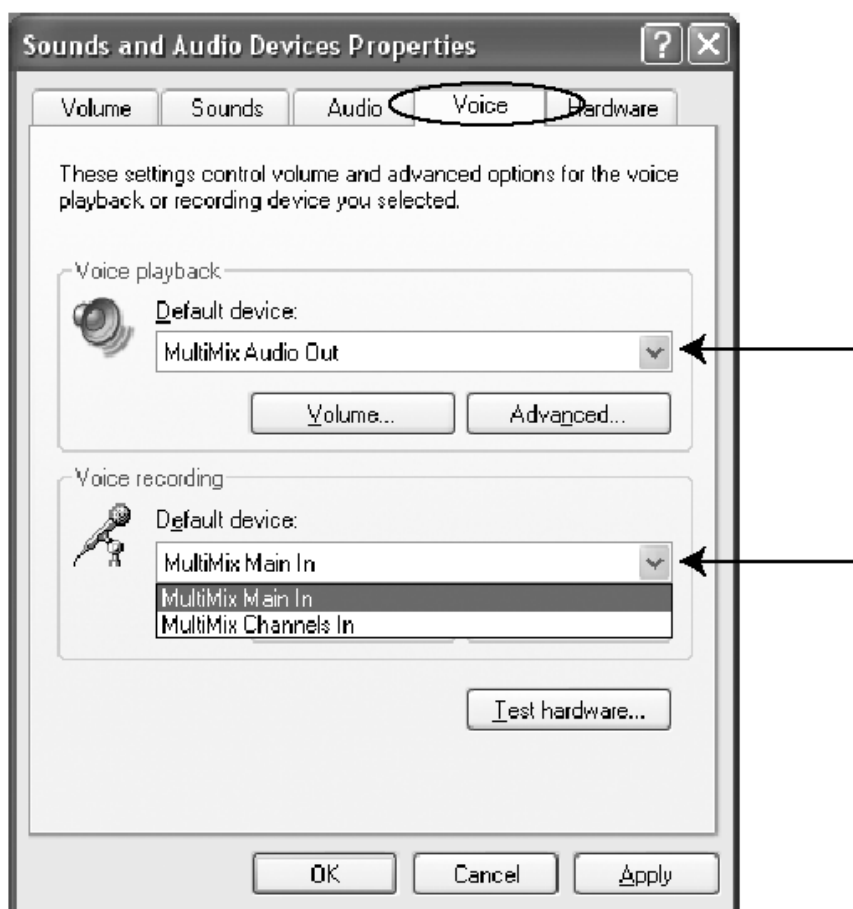 Sounds and Audio Devices Properties
Volume Sounds Audio Voice Hardware
These settings control volume and advanced options for the voice
playback or recording device you selected.
Voice playback
Default device:
MultiMix Audio Out
Volume... Advanced...
Voice recording
Default device:
MultiMix Main In
MultiMix Main In
MultiMix Channels In
Test hardware...
OK Cancel Apply